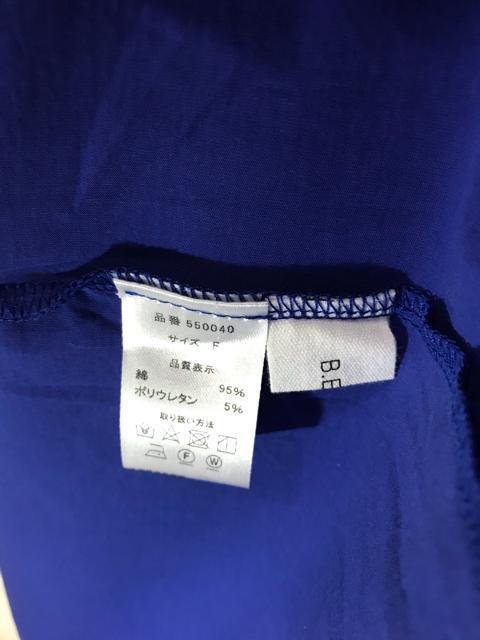 品番 550040
サイズ F
品質表示
綿 95%
ポリウレタン 5%
取り扱い方法
F W
B.E